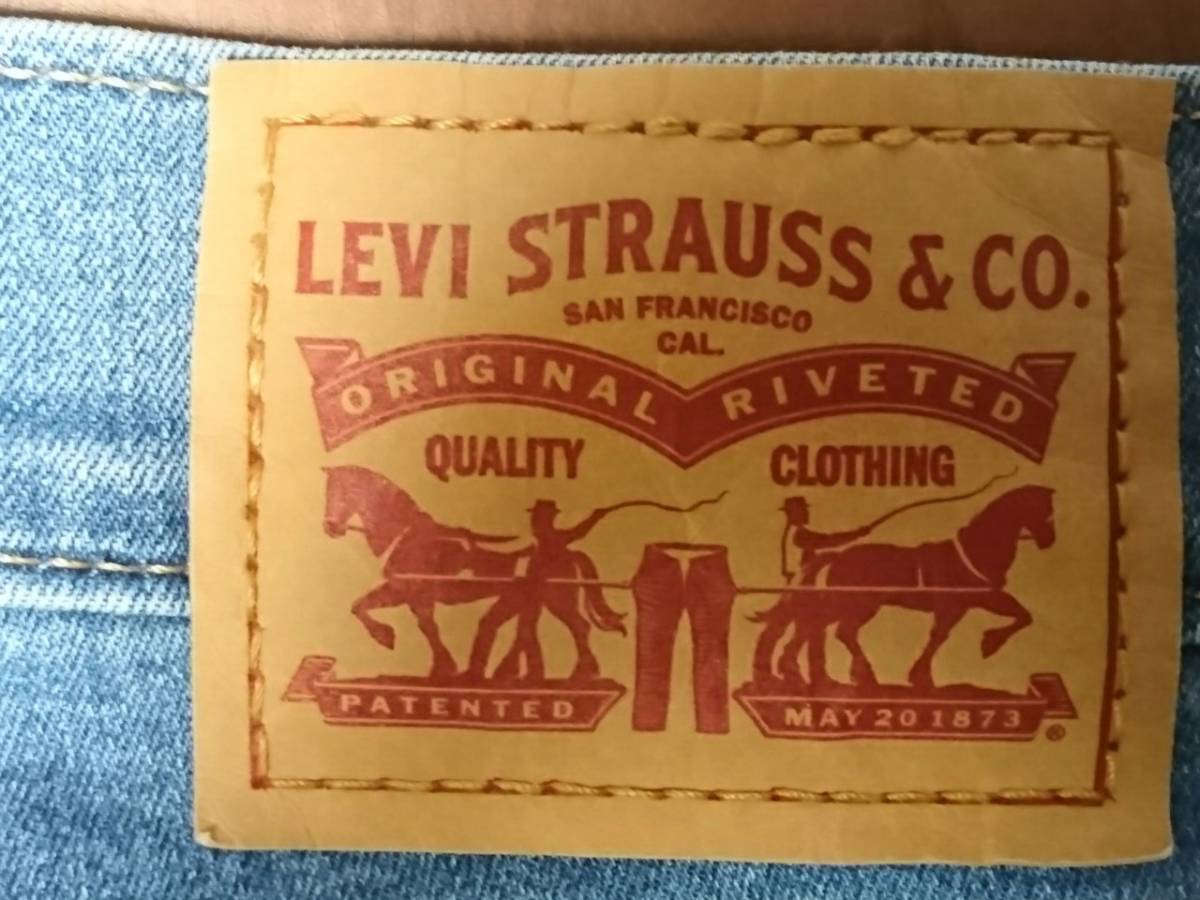 LEVI STRAUSS & CO.
SAN FRANCISCO
CAL.
ORIGINAL RIVETED
QUALITY CLOTHING
PATENTED MAY 20 1873 ®